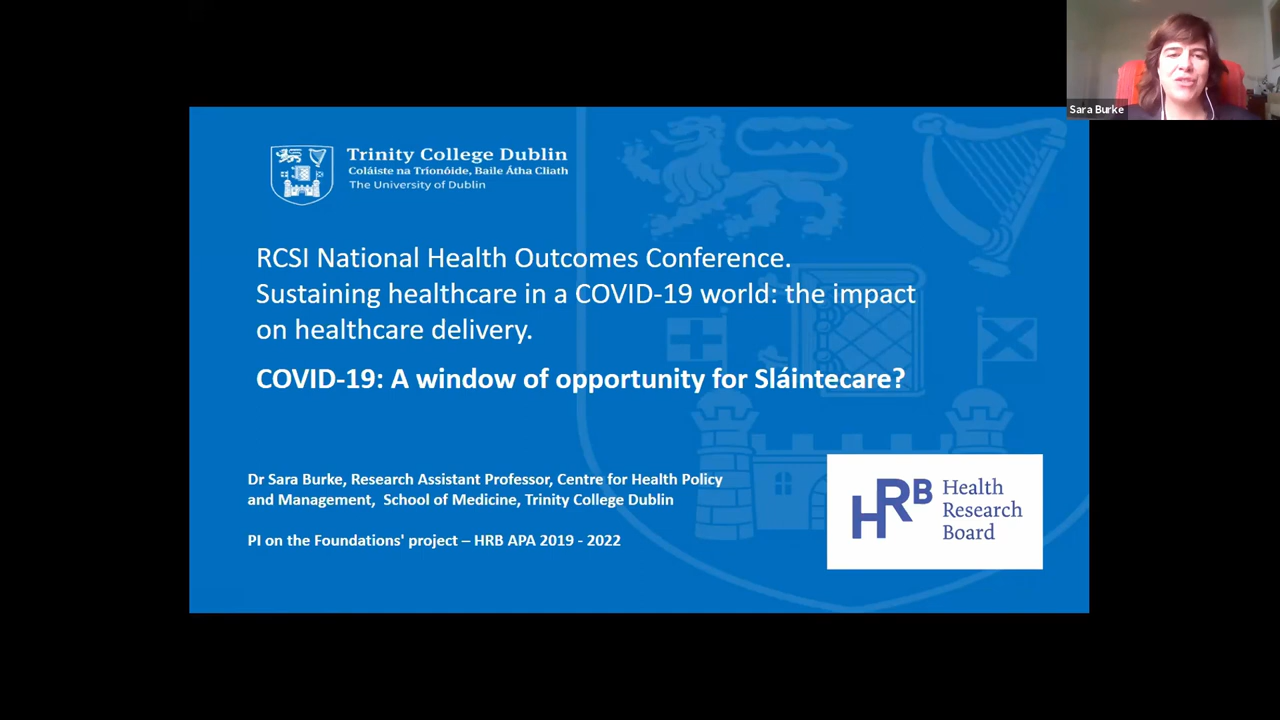 Sara Burke
Trinity College Dublin
Coláiste na Tríonóide, Baile Átha Cliath
The University of Dublin
RCSI National Health Outcomes Conference.
Sustaining healthcare in a COVID-19 world: the impact
on healthcare delivery.
COVID-19: A window of opportunity for Sláintecare?
Dr Sara Burke, Research Assistant Professor, Centre for Health Policy
and Management,  School of Medicine, Trinity College Dublin
PI on the Foundations' project – HRB APA 2019 - 2022
HRB
Health
Research
Board